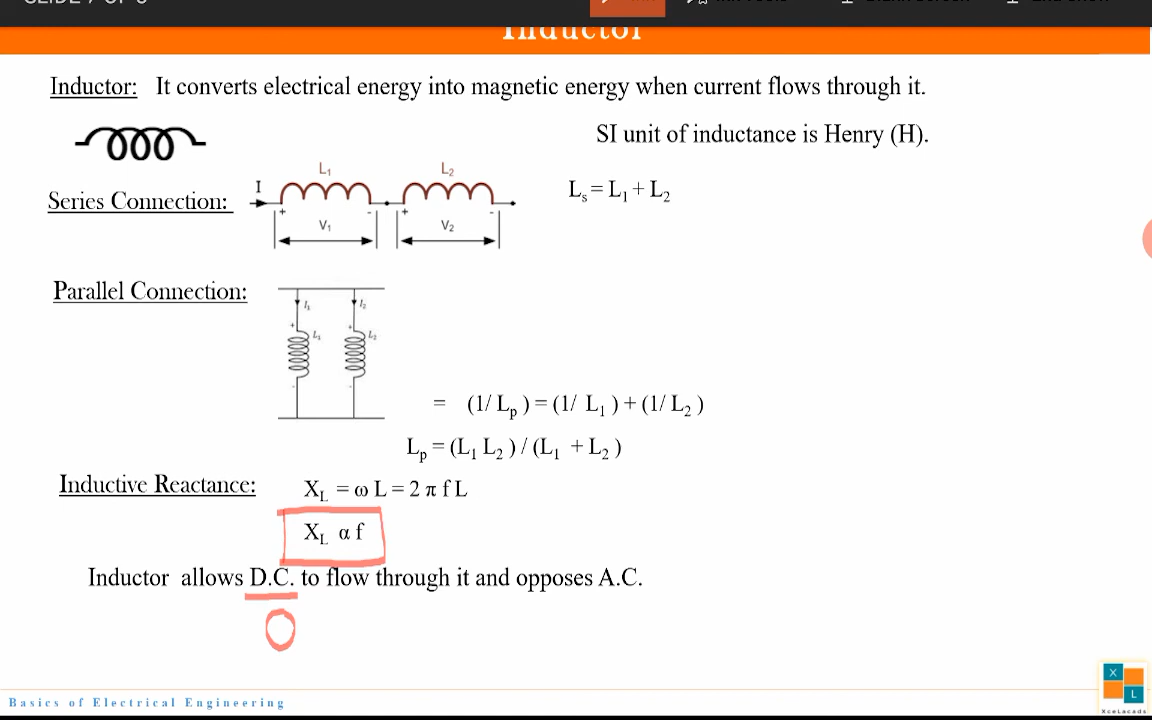 Inductor
Inductor: It converts electrical energy into magnetic energy when current flows through it.
SI unit of inductance is Henry (H).
L₁ L₂
I
Series Connection:
Lₛ = L₁ + L₂
+ - + -
V₁ V₂
Parallel Connection:
I₁ I₂
+ +
L₁ L₂
- -
= (1/ Lₚ ) = (1/ L₁ ) + (1/ L₂ )
Lₚ = (L₁ L₂ ) / (L₁ + L₂ )
Inductive Reactance: X_L = ω L = 2 π f L
X_L α f
Inductor allows D.C. to flow through it and opposes A.C.
0
Basics of Electrical Engineering
X
L
XceLacads